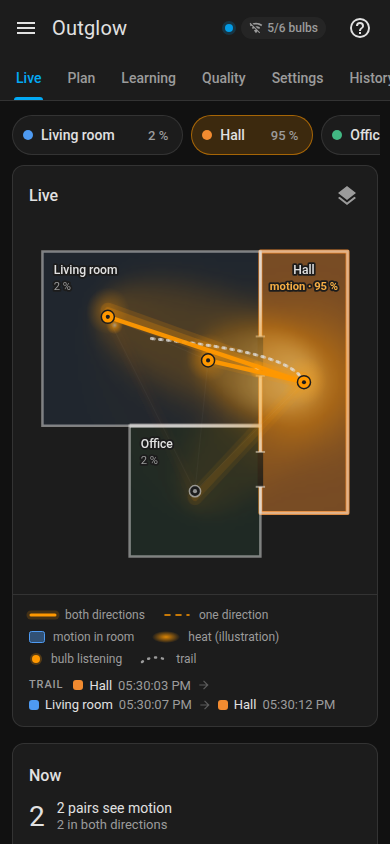 Outglow
5/6 bulbs
Live Plan Learning Quality Settings History
Living room 2 % Hall 95 % Offic
Live
Living room
2 %
Hall
motion · 95 %
Office
2 %
both directions one direction
motion in room heat (illustration)
bulb listening trail
TRAIL Hall 05:30:03 PM →
Living room 05:30:07 PM → Hall 05:30:12 PM
Now
2 2 pairs see motion
2 in both directions